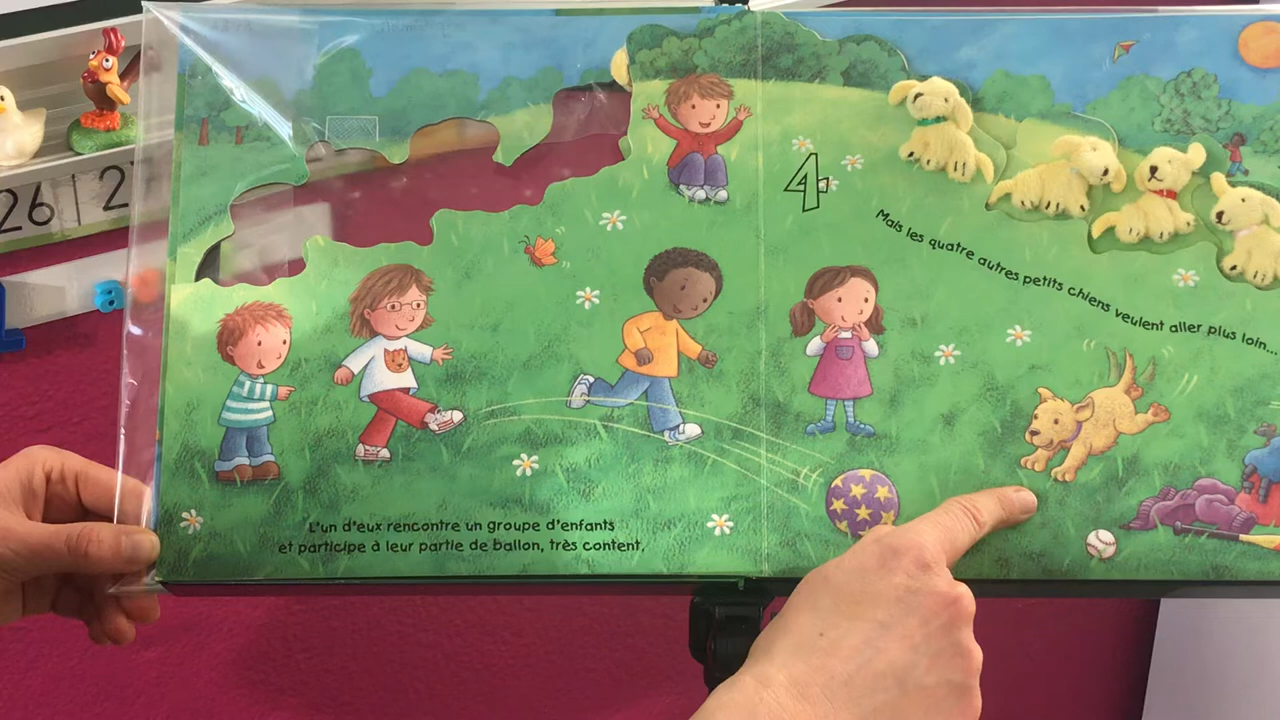 26 | 2
a
4
Mais les quatre autres petits chiens veulent aller plus loin...
L'un d'eux rencontre un groupe d'enfants
et participe à leur partie de ballon, très content,